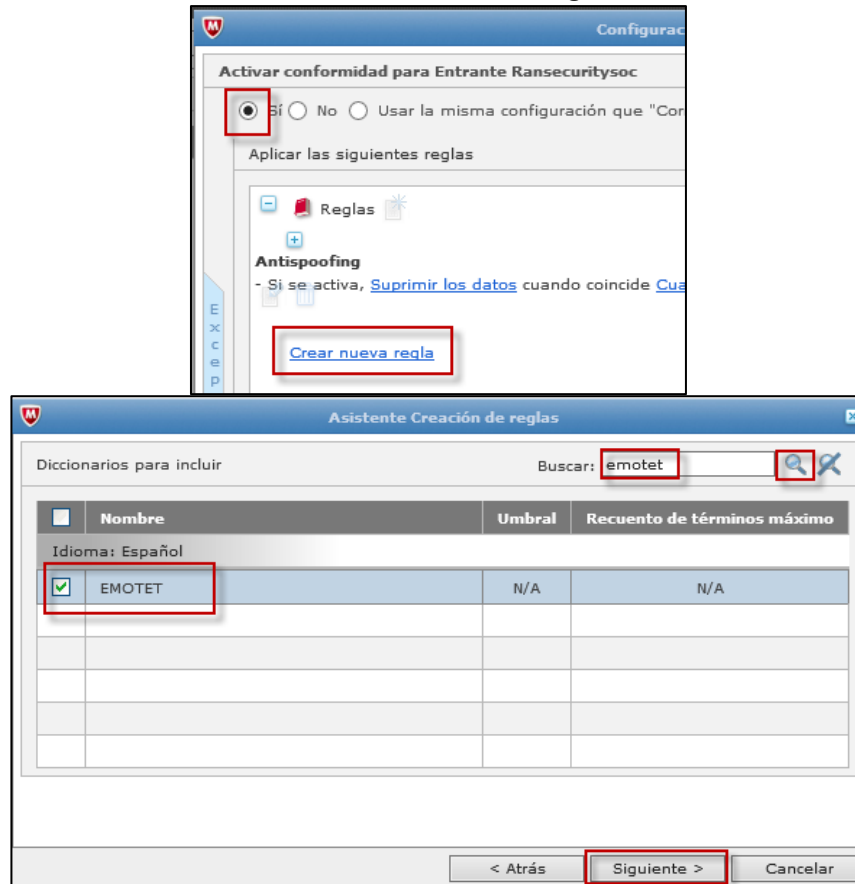 Configurac
Activar conformidad para Entrante Ransecuritysoc
Sí No Usar la misma configuración que "Con
Aplicar las siguientes reglas
Reglas
Antispoofing
- Si se activa, Suprimir los datos cuando coincide Cua
Crear nueva regla
E
x
c
e
p
Asistente Creación de reglas
Diccionarios para incluir Buscar: emotet
Nombre Umbral Recuento de términos máximo
Idioma: Español
EMOTET N/A N/A
< Atrás Siguiente > Cancelar